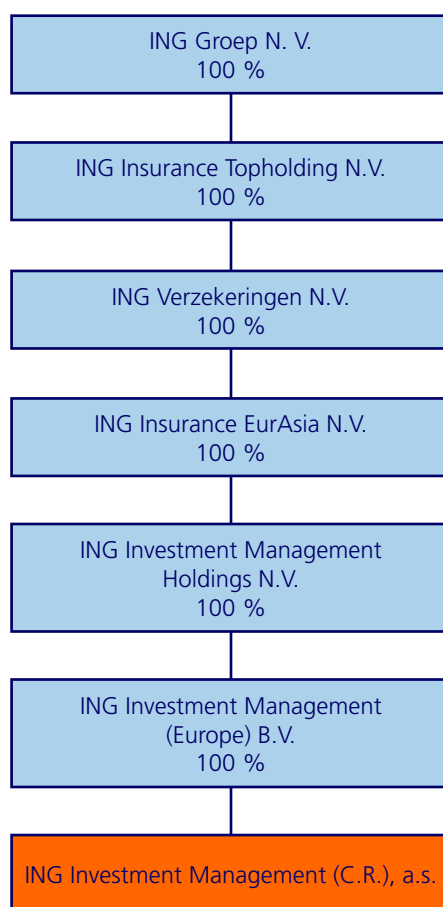 ING Groep N. V.
100 %
ING Insurance Topholding N.V.
100 %
ING Verzekeringen N.V.
100 %
ING Insurance EurAsia N.V.
100 %
ING Investment Management
Holdings N.V.
100 %
ING Investment Management
(Europe) B.V.
100 %
ING Investment Management (C.R.), a.s.